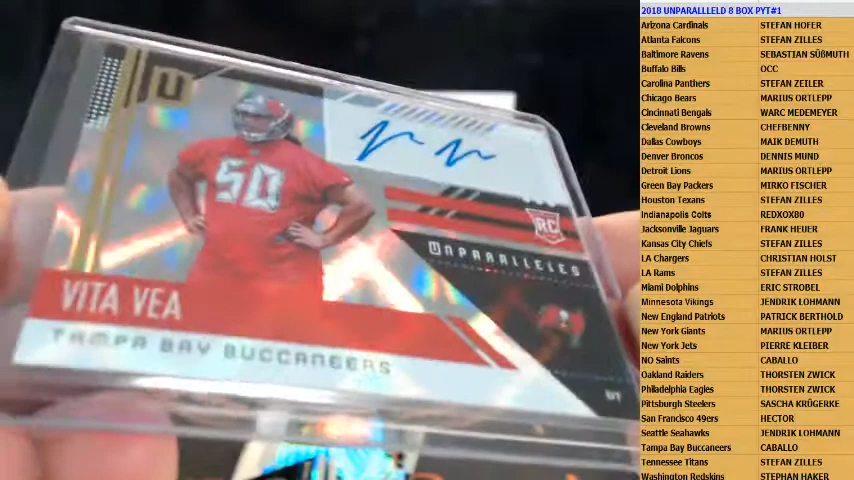 50
RC
UNPARALLELED
VITA VEA
TAMPA BAY BUCCANEERS
DT
2018 UNPARALLLELD 8 BOX PYT#1
Arizona Cardinals STEFAN HOFER
Atlanta Falcons STEFAN ZILLES
Baltimore Ravens SEBASTIAN SÜßMUTH
Buffalo Bills OCC
Carolina Panthers STEFAN ZEILER
Chicago Bears MARIUS ORTLEPP
Cincinnati Bengals WARC MEDEMEYER
Cleveland Browns CHEFBENNY
Dallas Cowboys MAIK DEMUTH
Denver Broncos DENNIS MUND
Detroit Lions MARIUS ORTLEPP
Green Bay Packers MIRKO FISCHER
Houston Texans STEFAN ZILLES
Indianapolis Colts REDXOX80
Jacksonville Jaguars FRANK HEUER
Kansas City Chiefs STEFAN ZILLES
LA Chargers CHRISTIAN HOLST
LA Rams STEFAN ZILLES
Miami Dolphins ERIC STROBEL
Minnesota Vikings JENDRIK LOHMANN
New England Patriots PATRICK BERTHOLD
New York Giants MARIUS ORTLEPP
New York Jets PIERRE KLEIBER
NO Saints CABALLO
Oakland Raiders THORSTEN ZWICK
Philadelphia Eagles THORSTEN ZWICK
Pittsburgh Steelers SASCHA KRÜGERKE
San Francisco 49ers HECTOR
Seattle Seahawks JENDRIK LOHMANN
Tampa Bay Buccaneers CABALLO
Tennessee Titans STEFAN ZILLES
Washington Redskins STEPHAN HAKER